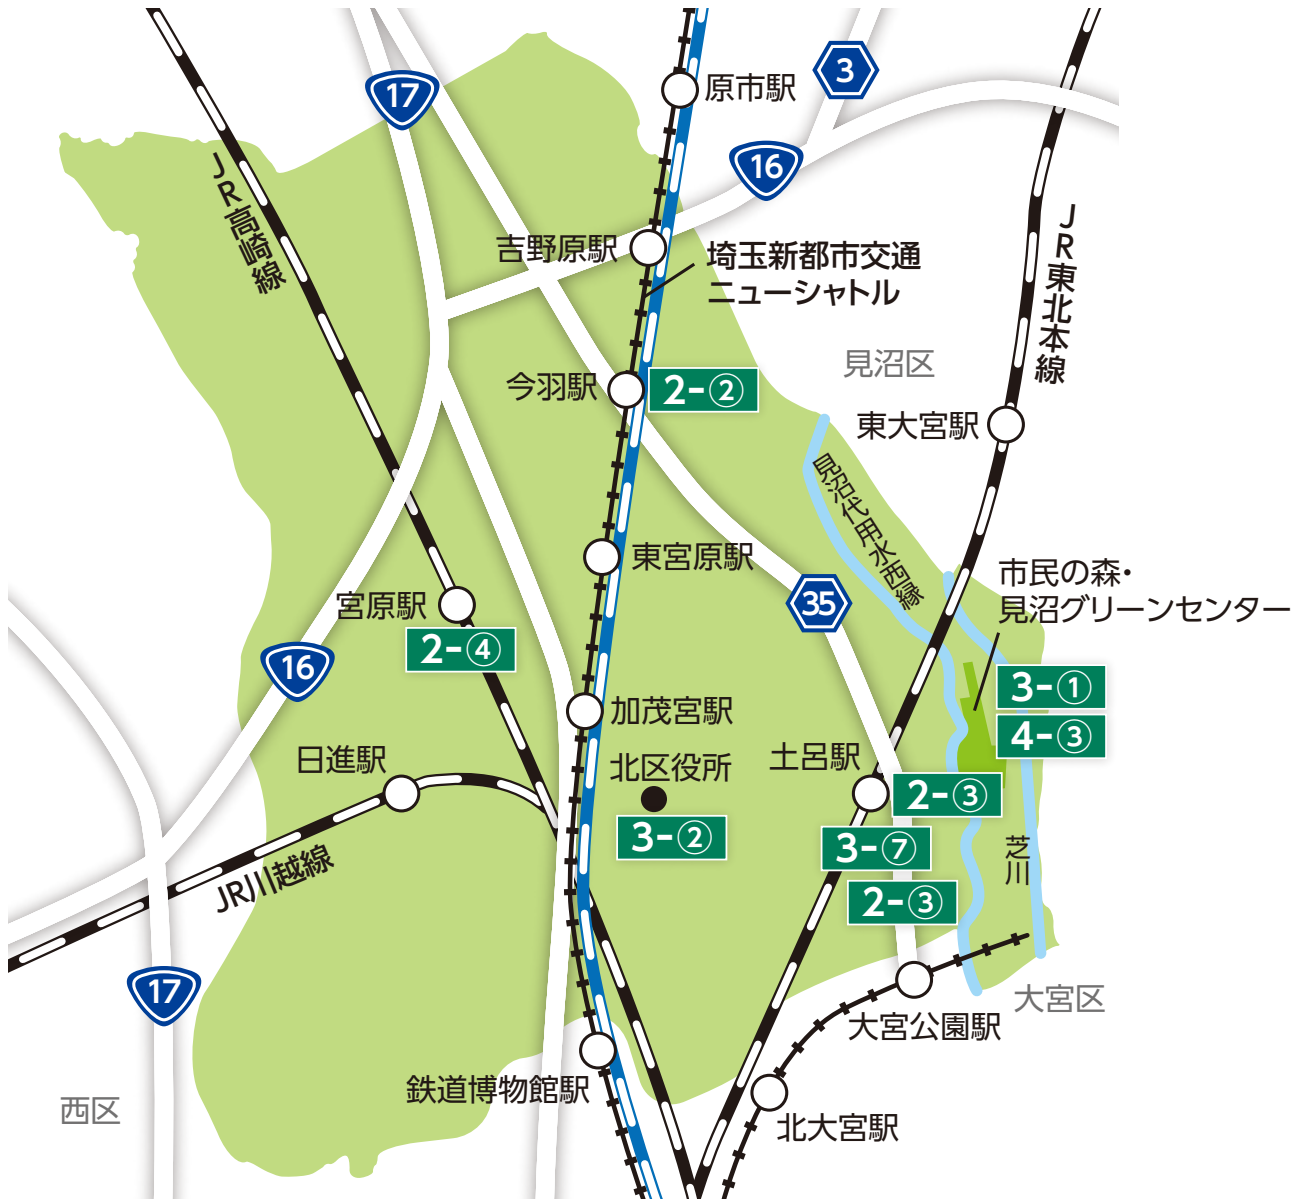 原市駅
3
17
16
JR高崎線
吉野原駅
埼玉新都市交通
ニューシャトル
JR東北本線
見沼区
今羽駅
2-②
東大宮駅
見沼代用水西縁
東宮原駅
市民の森・
見沼グリーンセンター
宮原駅
2-④
35
16
3-①
4-③
加茂宮駅
日進駅
北区役所
土呂駅
2-③
3-②
3-⑦
芝川
JR川越線
2-③
17
大宮区
大宮公園駅
鉄道博物館駅
西区
北大宮駅